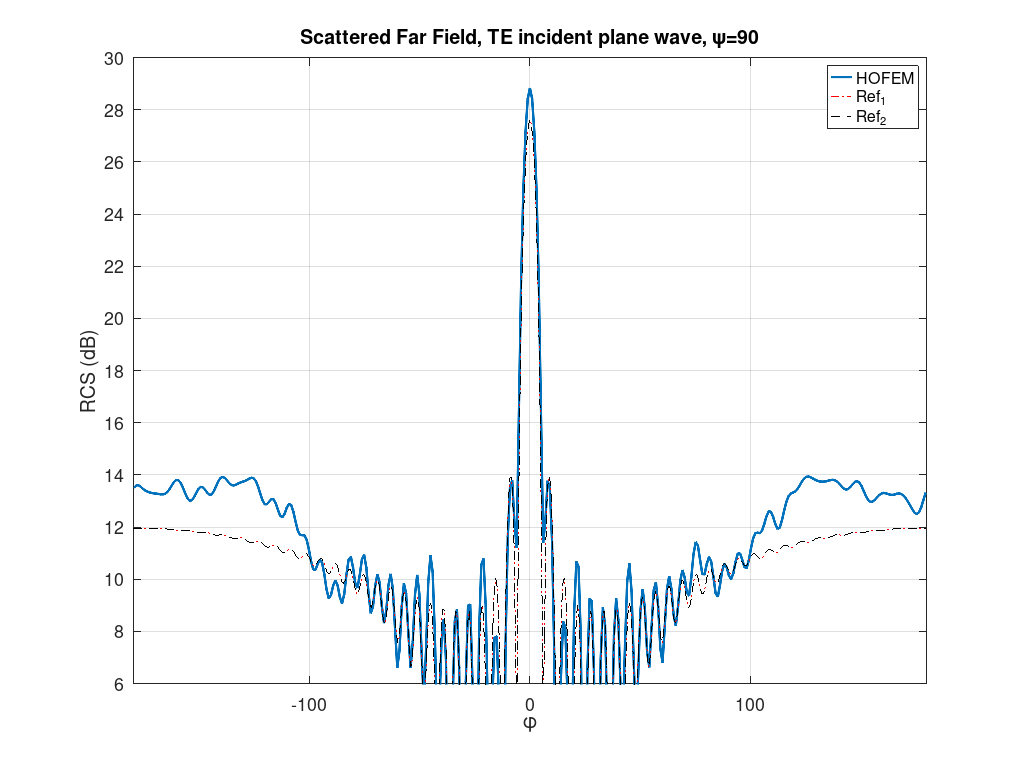 Scattered Far Field, TE incident plane wave, ψ=90
30
28
26
24
22
20
18
16
14
12
10
8
6
RCS (dB)
-100
0
100
φ
HOFEM
Ref₁
Ref₂